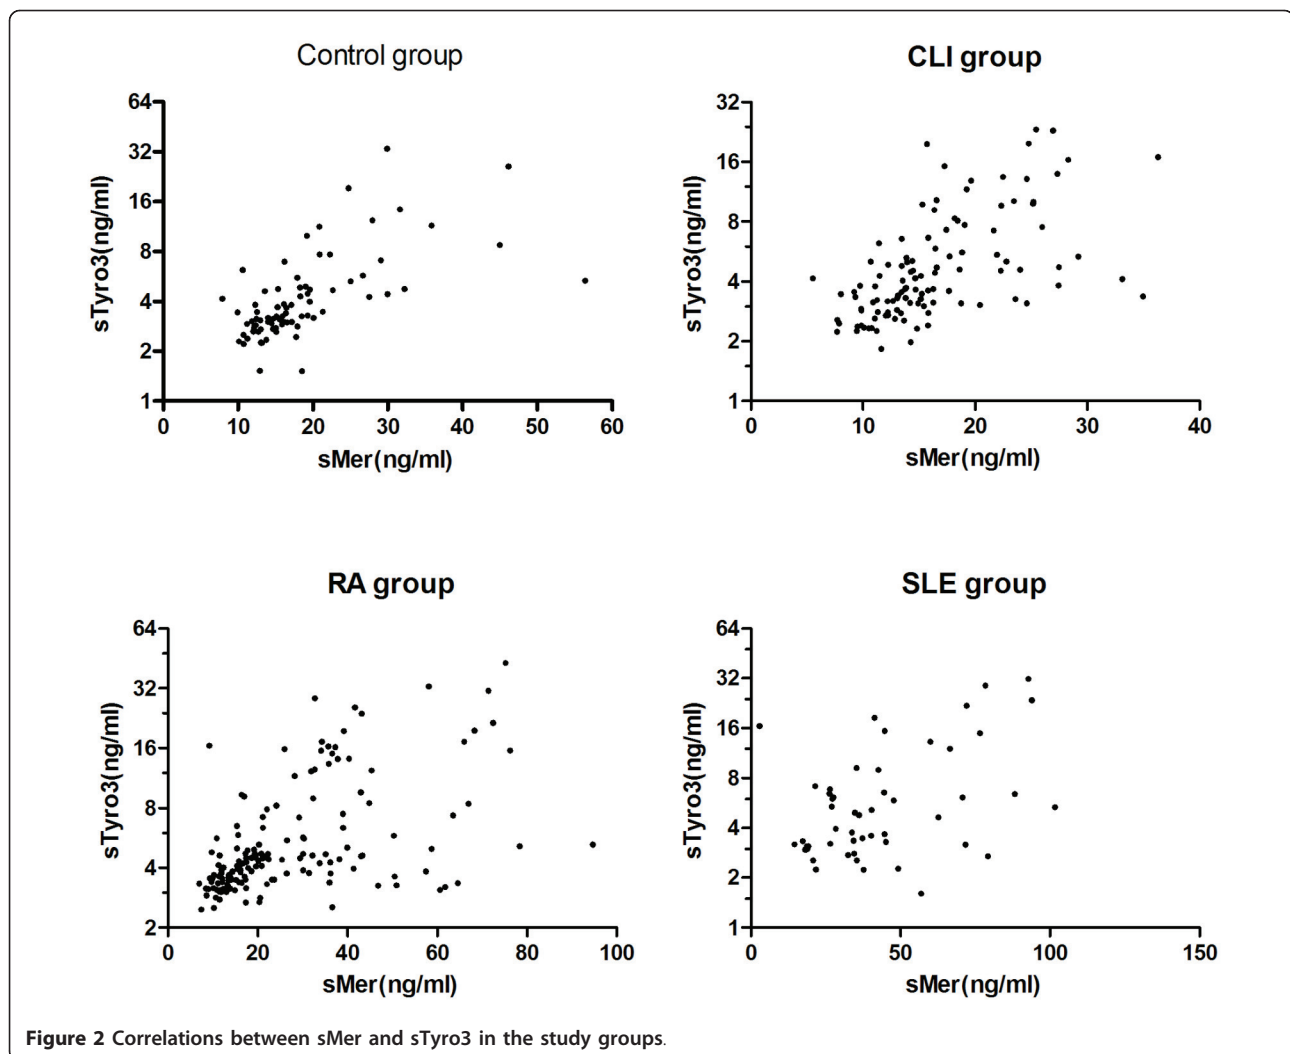 Control group
64
32
16
8
4
2
1
sTyro3(ng/ml)
0 10 20 30 40 50 60
sMer(ng/ml)
CLI group
32
16
8
4
2
1
sTyro3(ng/ml)
0 10 20 30 40
sMer(ng/ml)
RA group
64
32
16
8
4
2
sTyro3(ng/ml)
0 20 40 60 80 100
sMer(ng/ml)
SLE group
64
32
16
8
4
2
1
sTyro3(ng/ml)
0 50 100 150
sMer(ng/ml)
Figure 2 Correlations between sMer and sTyro3 in the study groups.